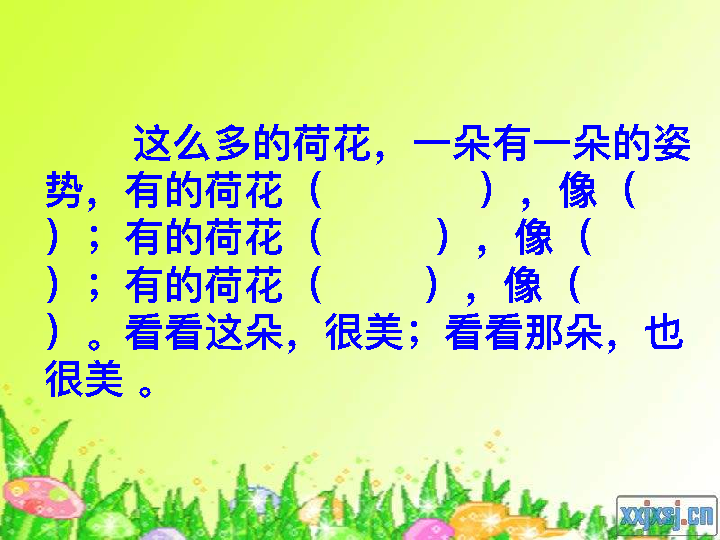 这么多的荷花，一朵有一朵的姿
势，有的荷花（　　　　），像（
）；有的荷花（　　　），像（
）；有的荷花（　　　），像（
）。看看这朵，很美；看看那朵，也
很美 。
xxjxsj.cn